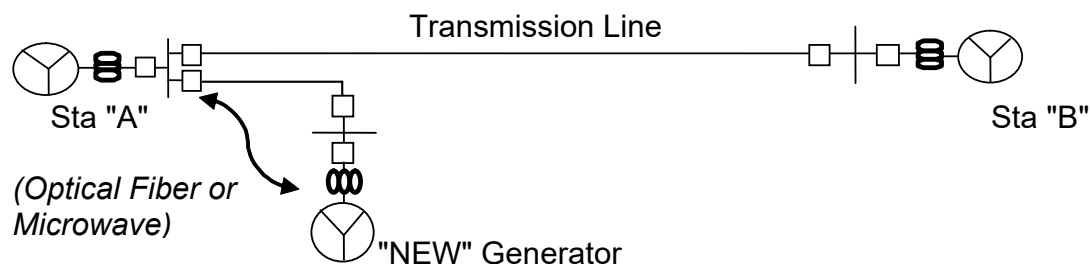 Transmission Line
Sta "A"
Sta "B"
(Optical Fiber or
Microwave)
"NEW" Generator